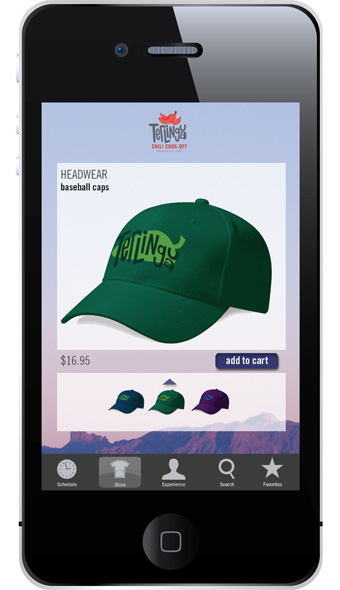 Terlingua
CHILI COOK-OFF
HEADWEAR
baseball caps
Terlingua
$16.95
add to cart
Schedule
Store
Experience
Search
Favorites